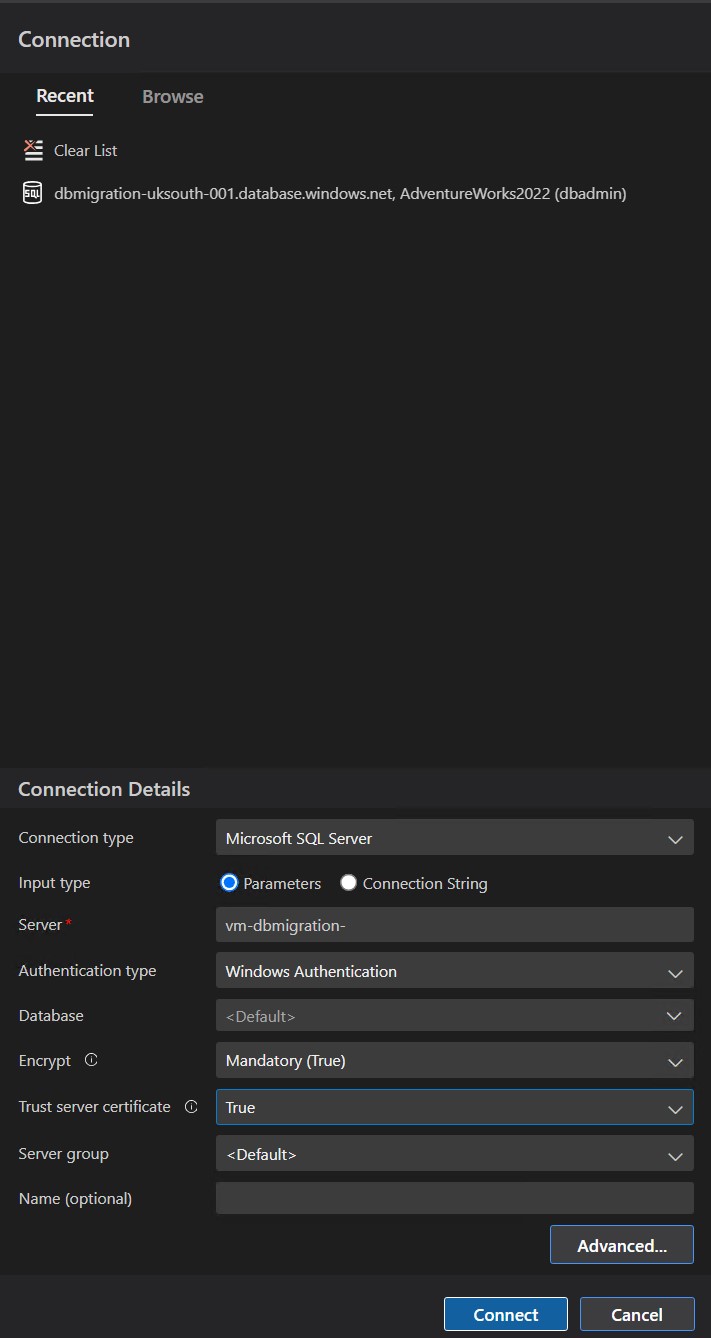 Connection
Recent Browse
Clear List
SQL
dbmigration-uksouth-001.database.windows.net, AdventureWorks2022 (dbadmin)
Connection Details
Connection type Microsoft SQL Server
Input type Parameters Connection String
Server* vm-dbmigration-
Authentication type Windows Authentication
Database <Default>
Encrypt Mandatory (True)
Trust server certificate True
Server group <Default>
Name (optional)
Advanced...
Connect Cancel